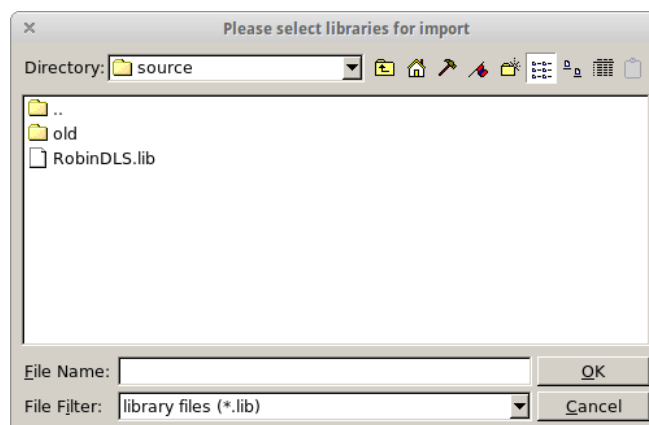 Please select libraries for import
Directory: source
..
old
RobinDLS.lib
File Name: OK
File Filter: library files (*.lib) Cancel